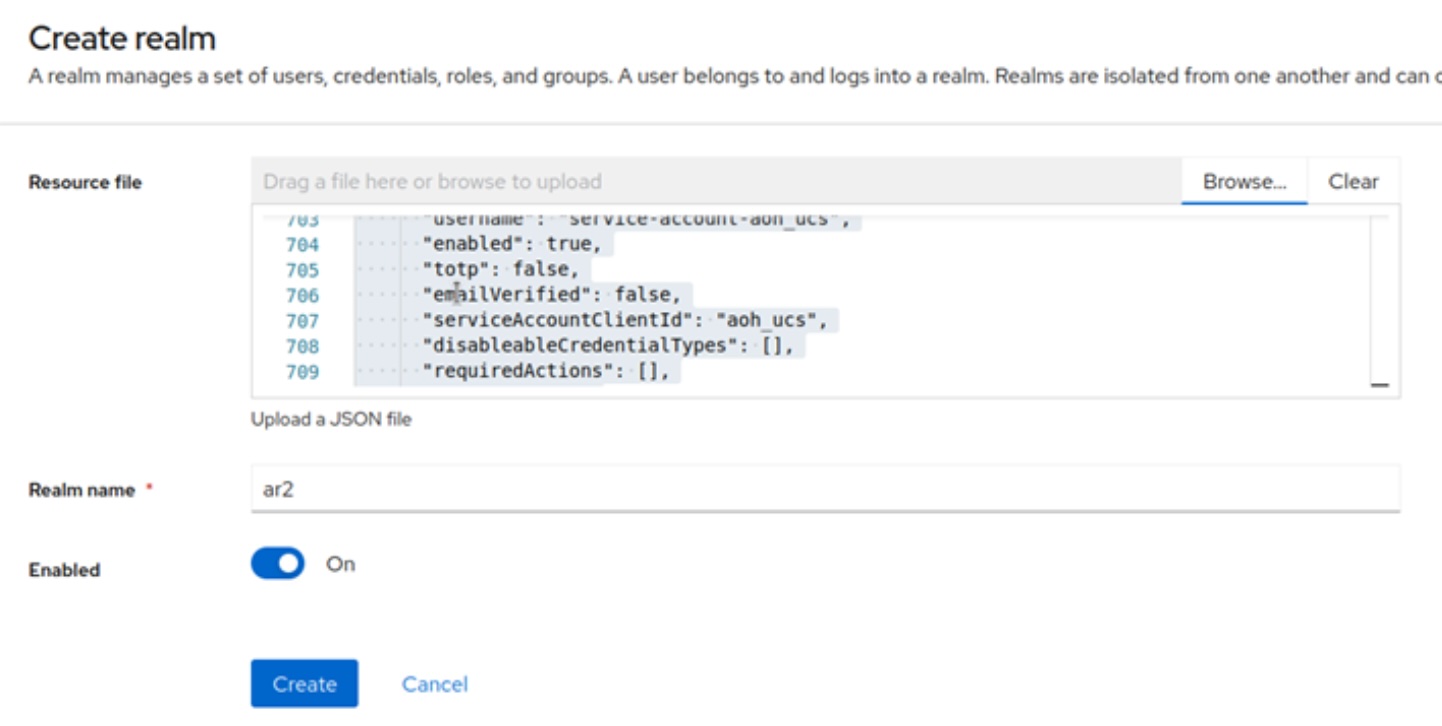 Create realm
A realm manages a set of users, credentials, roles, and groups. A user belongs to and logs into a realm. Realms are isolated from one another and can
Resource file
Drag a file here or browse to upload
Browse...
Clear
703 "username": "service-account-aoh_ucs",
704 "enabled": true,
705 "totp": false,
706 "emailVerified": false,
707 "serviceAccountClientId": "aoh_ucs",
708 "disableableCredentialTypes": [],
709 "requiredActions": [],
Upload a JSON file
Realm name *
ar2
Enabled
On
Create
Cancel